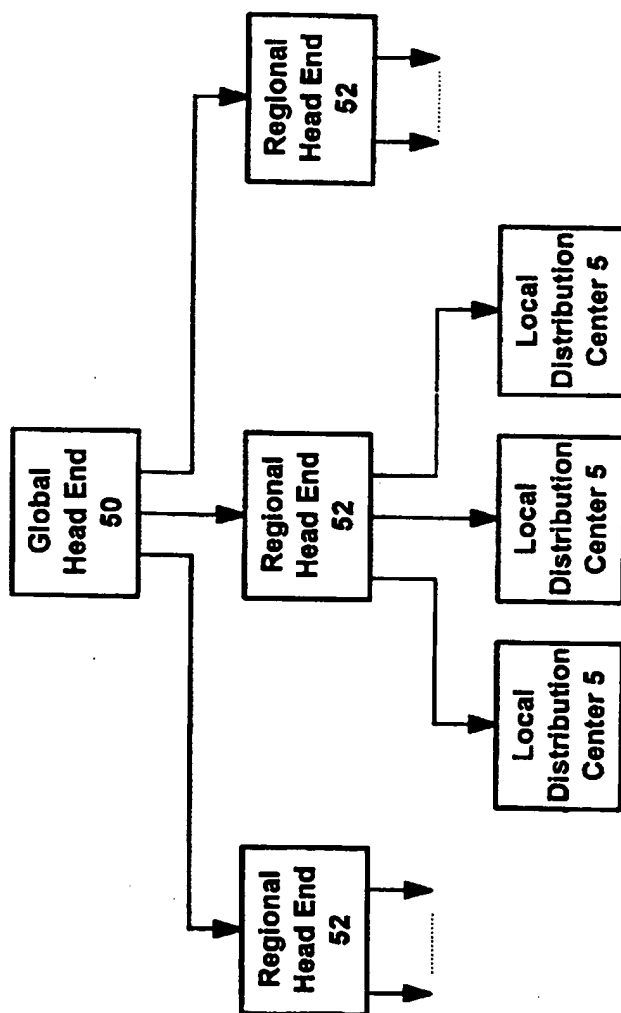 Global
Head End
50
Regional
Head End
52
Regional
Head End
52
Regional
Head End
52
Local
Distribution
Center 5
Local
Distribution
Center 5
Local
Distribution
Center 5